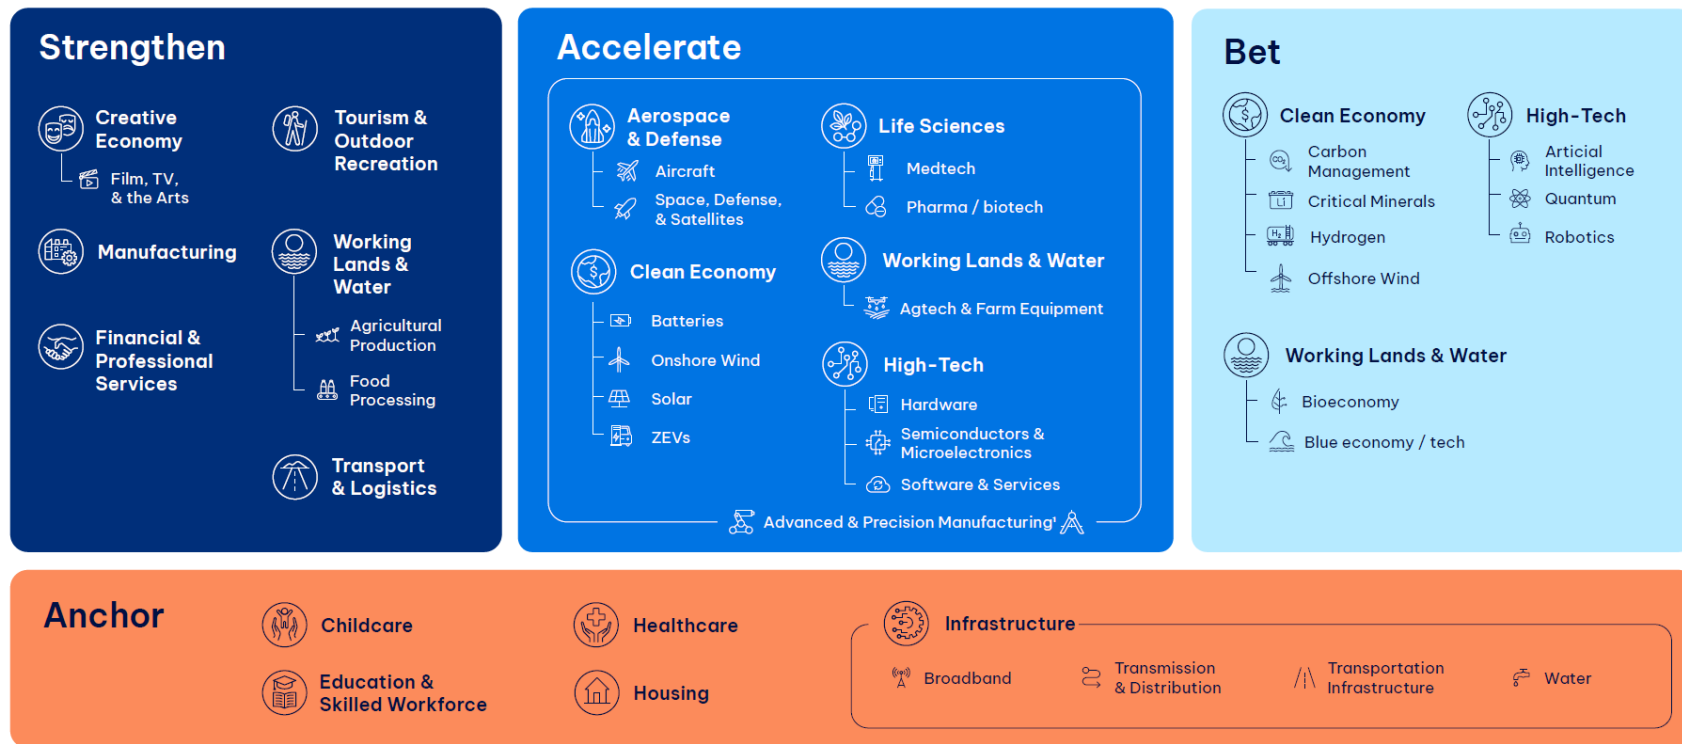 Strengthen
Creative
Economy
Film, TV,
& the Arts
Manufacturing
Financial &
Professional
Services
Tourism &
Outdoor
Recreation
Working
Lands &
Water
Agricultural
Production
Food
Processing
Transport
& Logistics
Accelerate
Aerospace
& Defense
Aircraft
Space, Defense,
& Satellites
Clean Economy
Batteries
Onshore Wind
Solar
ZEVs
Life Sciences
Medtech
Pharma / biotech
Working Lands & Water
Agtech & Farm Equipment
High-Tech
Hardware
Semiconductors &
Microelectronics
Software & Services
Advanced & Precision Manufacturing¹
Bet
Clean Economy
CO₂
Carbon
Management
Li
Critical Minerals
H₂
Hydrogen
Offshore Wind
High-Tech
Articial
Intelligence
Quantum
Robotics
Working Lands & Water
Bioeconomy
Blue economy / tech
Anchor
Childcare
Education &
Skilled Workforce
Healthcare
Housing
Infrastructure
Broadband
Transmission
& Distribution
Transportation
Infrastructure
Water